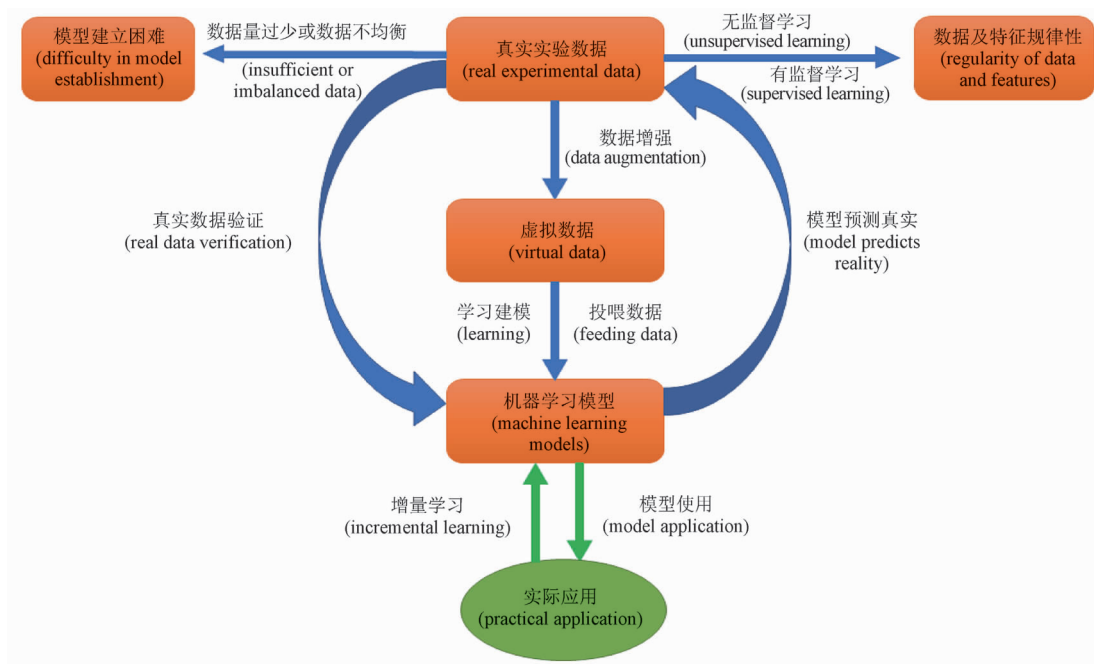 模型建立困难
(difficulty in model
establishment)
数据量过少或数据不均衡
(insufficient or
imbalanced data)
真实实验数据
(real experimental data)
无监督学习
(unsupervised learning)
有监督学习
(supervised learning)
数据及特征规律性
(regularity of data
and features)
数据增强
(data augmentation)
真实数据验证
(real data verification)
虚拟数据
(virtual data)
模型预测真实
(model predicts
reality)
学习建模
(learning)
投喂数据
(feeding data)
机器学习模型
(machine learning
models)
增量学习
(incremental learning)
模型使用
(model application)
实际应用
(practical application)